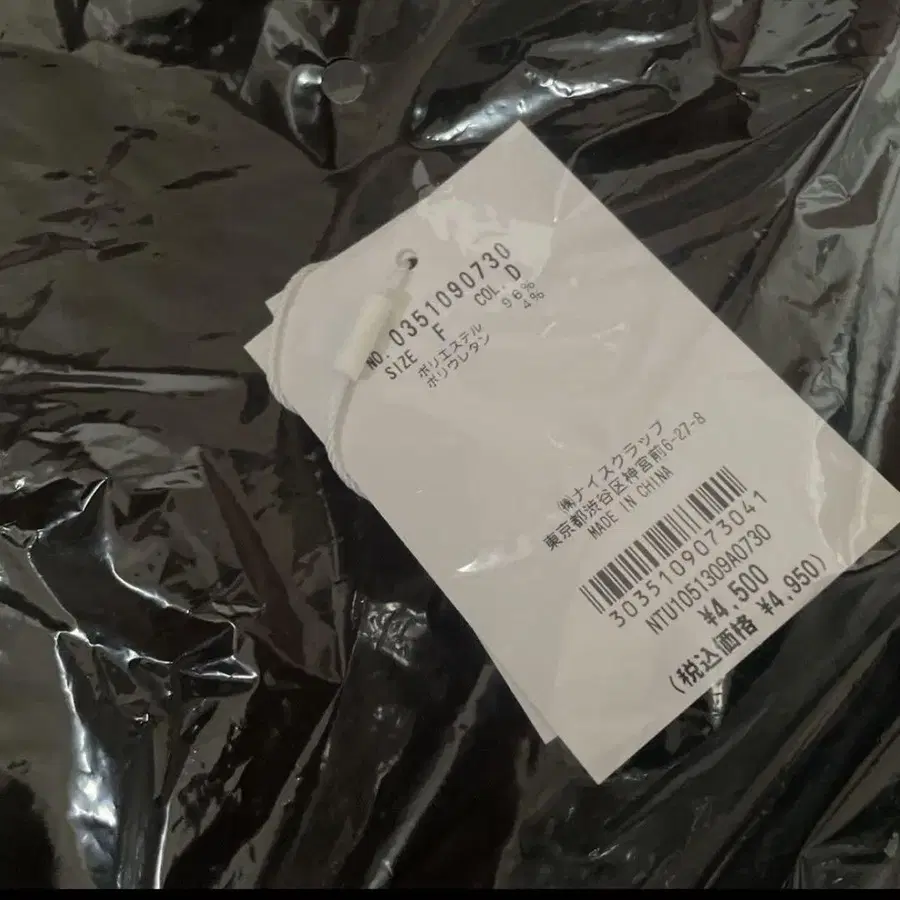 NO. 0351090730
SIZE F COL. D
ポリエステル 96%
ポリウレタン 4%
㈱ナイスクラップ
東京都渋谷区神宮前6-27-8
MADE IN CHINA
3035109073041
NTU1051309A0730
¥4,500
(税込価格 ¥4,950)